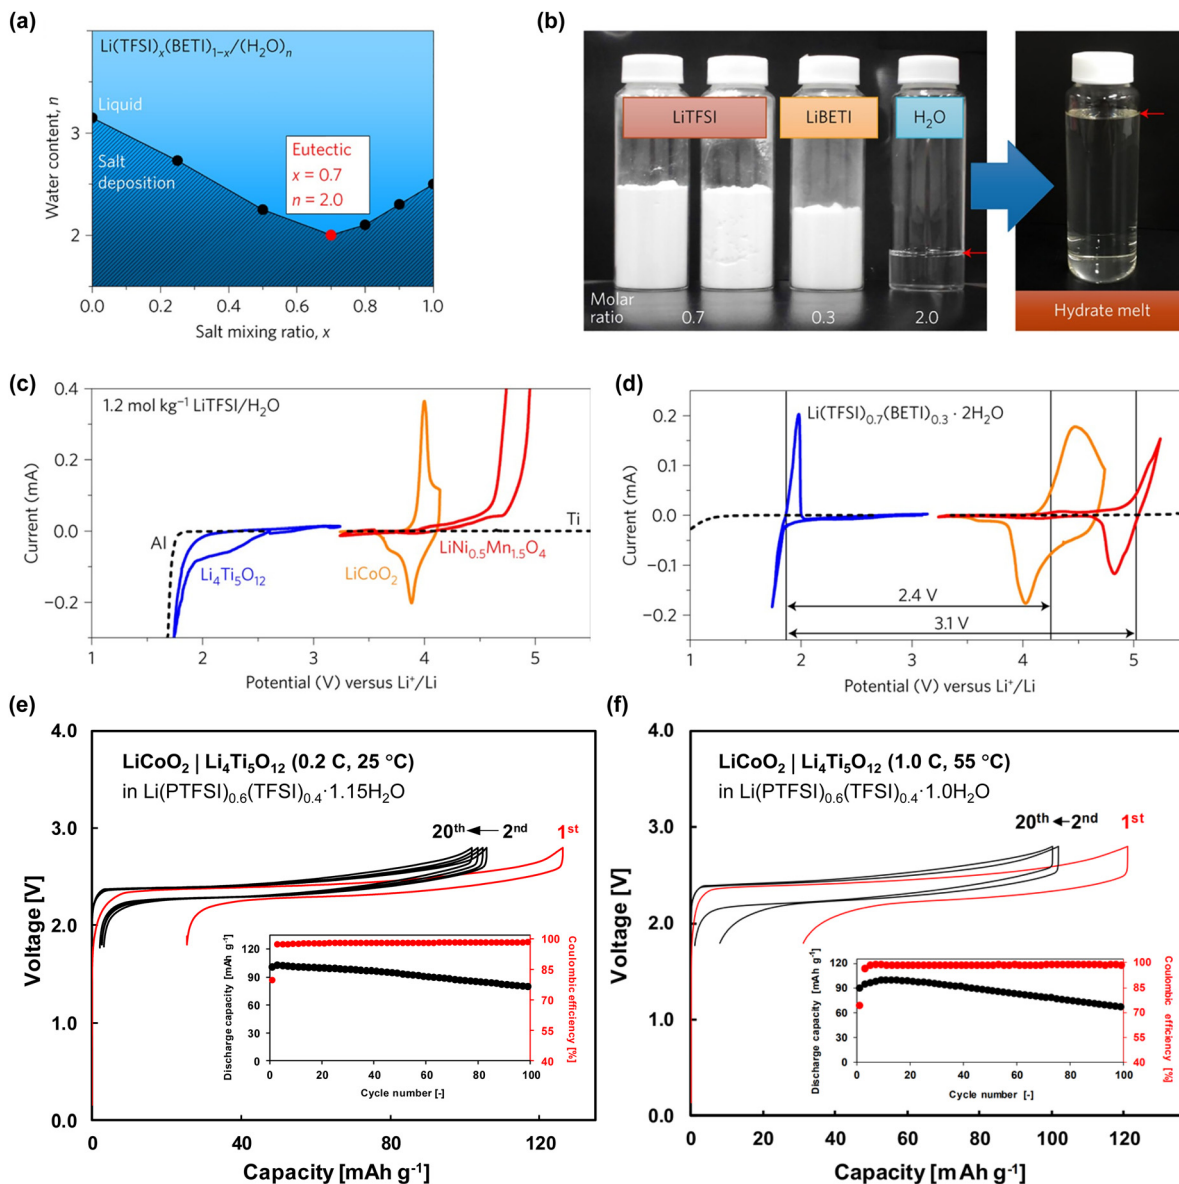 (a)
Li(TFSI)ₓ(BETI)₁₋ₓ/(H₂O)ₙ
Liquid
Salt
deposition
Eutectic
x = 0.7
n = 2.0
Water content, n
3
2
0.0 0.2 0.4 0.6 0.8 1.0
Salt mixing ratio, x
(b)
LiTFSI LiBETI H₂O
Molar
ratio 0.7 0.3 2.0
Hydrate melt
(c)
1.2 mol kg⁻¹ LiTFSI/H₂O
Current (mA)
0.4
0.2
0.0
−0.2
Al
Ti
Li₄Ti₅O₁₂
LiCoO₂
LiNi₀.₅Mn₁.₅O₄
1 2 3 4 5
Potential (V) versus Li⁺/Li
(d)
Li(TFSI)₀.₇(BETI)₀.₃ · 2H₂O
Current (mA)
0.2
0.1
0.0
−0.1
−0.2
2.4 V
3.1 V
1 2 3 4 5
Potential (V) versus Li⁺/Li
(e)
LiCoO₂ | Li₄Ti₅O₁₂ (0.2 C, 25 °C)
in Li(PTFSI)₀.₆(TFSI)₀.₄·1.15H₂O
20ᵗʰ 2ⁿᵈ 1ˢᵗ
Voltage [V]
4.0
3.0
2.0
1.0
0.0
Discharge capacity [mAh g⁻¹]
120
90
60
30
0
Coulombic efficiency [%]
100
85
70
55
40
0 20 40 60 80 100
Cycle number [-]
0 40 80 120
Capacity [mAh g⁻¹]
(f)
LiCoO₂ | Li₄Ti₅O₁₂ (1.0 C, 55 °C)
in Li(PTFSI)₀.₆(TFSI)₀.₄·1.0H₂O
20ᵗʰ 2ⁿᵈ 1ˢᵗ
Voltage [V]
4.0
3.0
2.0
1.0
0.0
Discharge capacity [mAh g⁻¹]
120
90
60
30
0
Coulombic efficiency [%]
100
85
70
55
40
0 20 40 60 80 100
Cycle number [-]
0 20 40 60 80 100 120
Capacity [mAh g⁻¹]